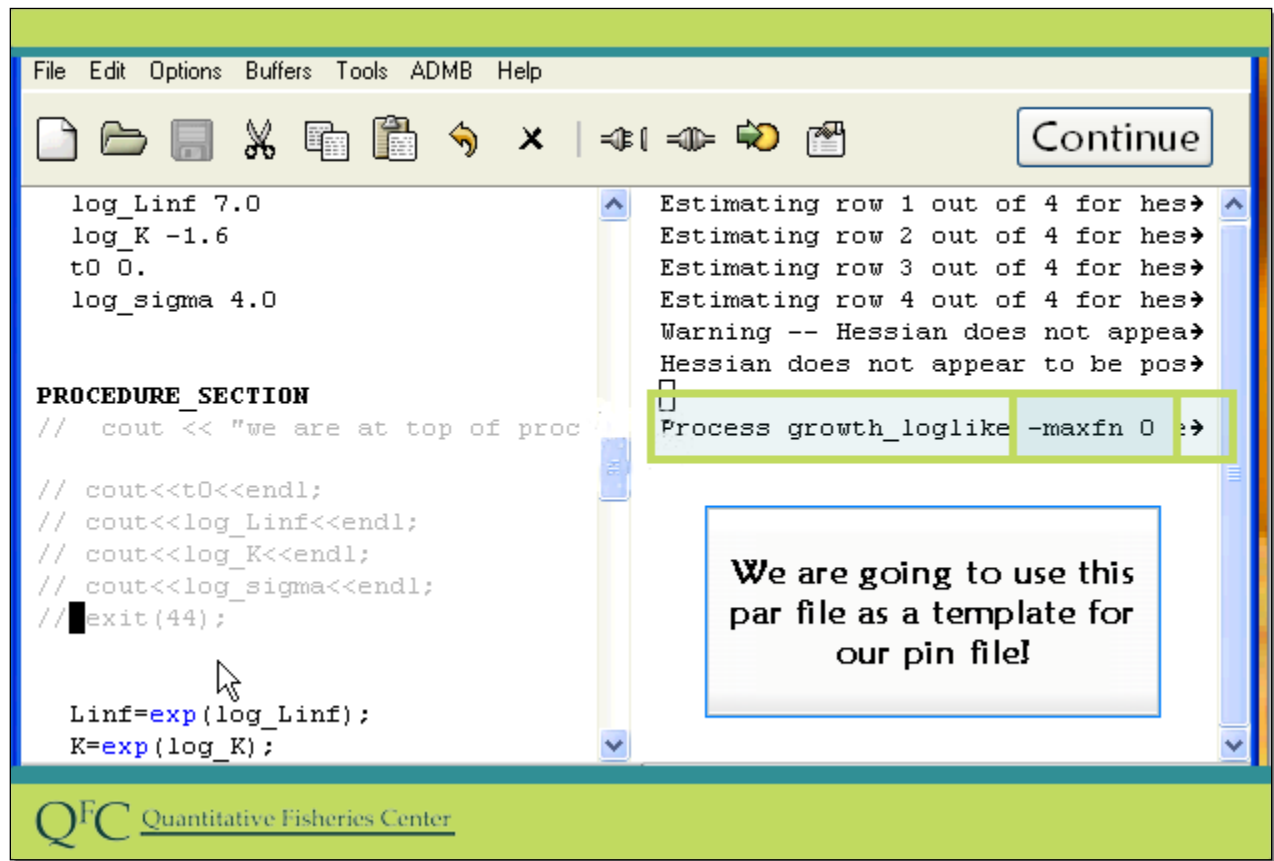 File Edit Options Buffers Tools ADMB Help
Continue
log_Linf 7.0
log_K -1.6
t0 0.
log_sigma 4.0
PROCEDURE_SECTION
// cout << "we are at top of proc
// cout<<t0<<endl;
// cout<<log_Linf<<endl;
// cout<<log_K<<endl;
// cout<<log_sigma<<endl;
// exit(44);
Linf=exp(log_Linf);
K=exp(log_K);
Estimating row 1 out of 4 for hes
Estimating row 2 out of 4 for hes
Estimating row 3 out of 4 for hes
Estimating row 4 out of 4 for hes
Warning -- Hessian does not appea
Hessian does not appear to be pos
Process growth_loglike -maxfn 0
We are going to use this
par file as a template for
our pin file!
QFC Quantitative Fisheries Center